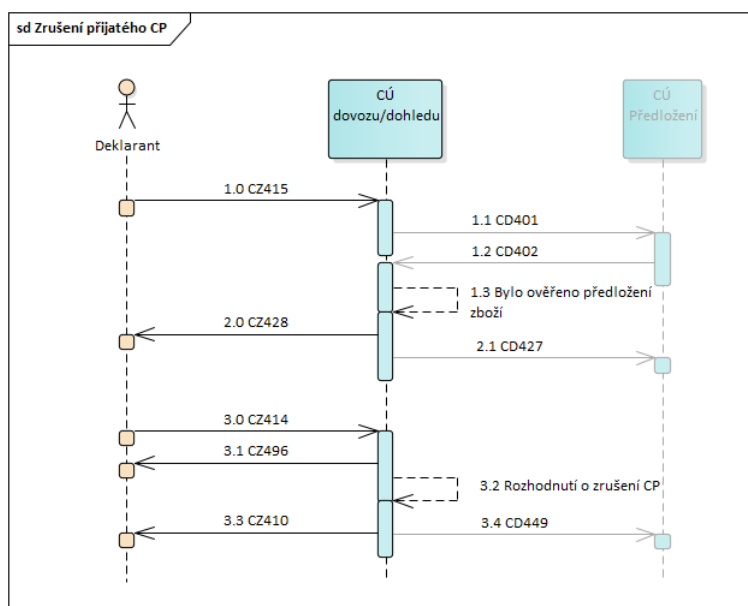 sd Zrušení přijatého CP
CÚ
dovozu/dohledu
CÚ
Předložení
Deklarant
1.0 CZ415
1.1 CD401
1.2 CD402
1.3 Bylo ověřeno předložení
zboží
2.0 CZ428
2.1 CD427
3.0 CZ414
3.1 CZ496
3.2 Rozhodnutí o zrušení CP
3.3 CZ410
3.4 CD449